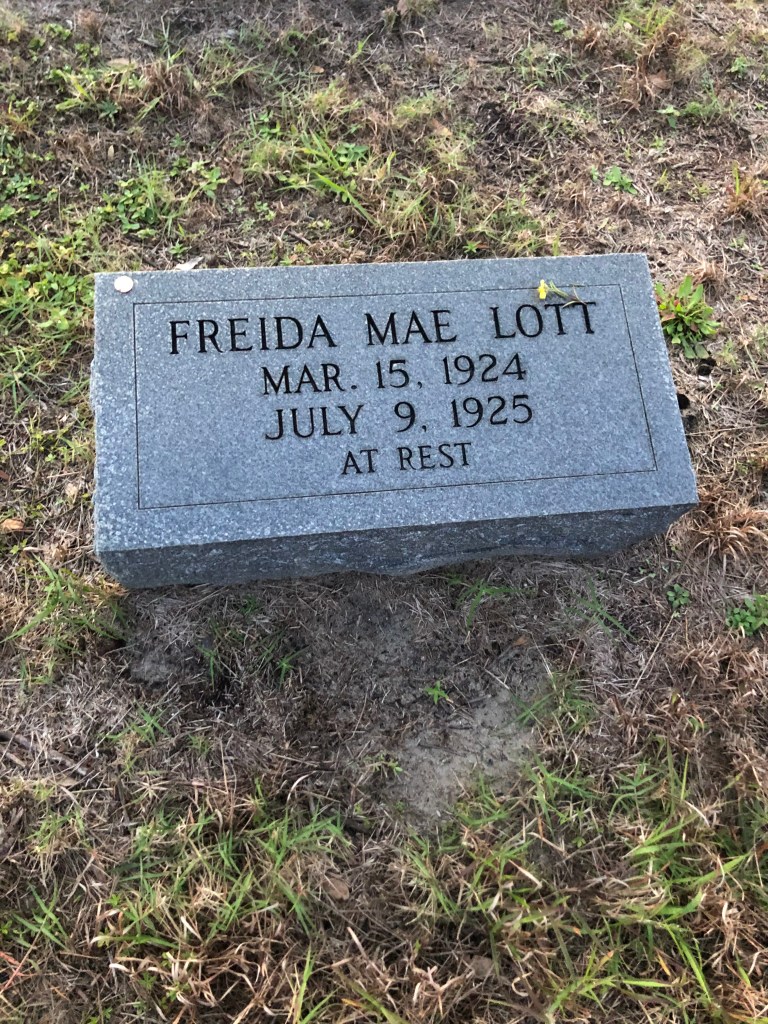 FREIDA MAE LOTT
MAR. 15, 1924
JULY 9, 1925
AT REST